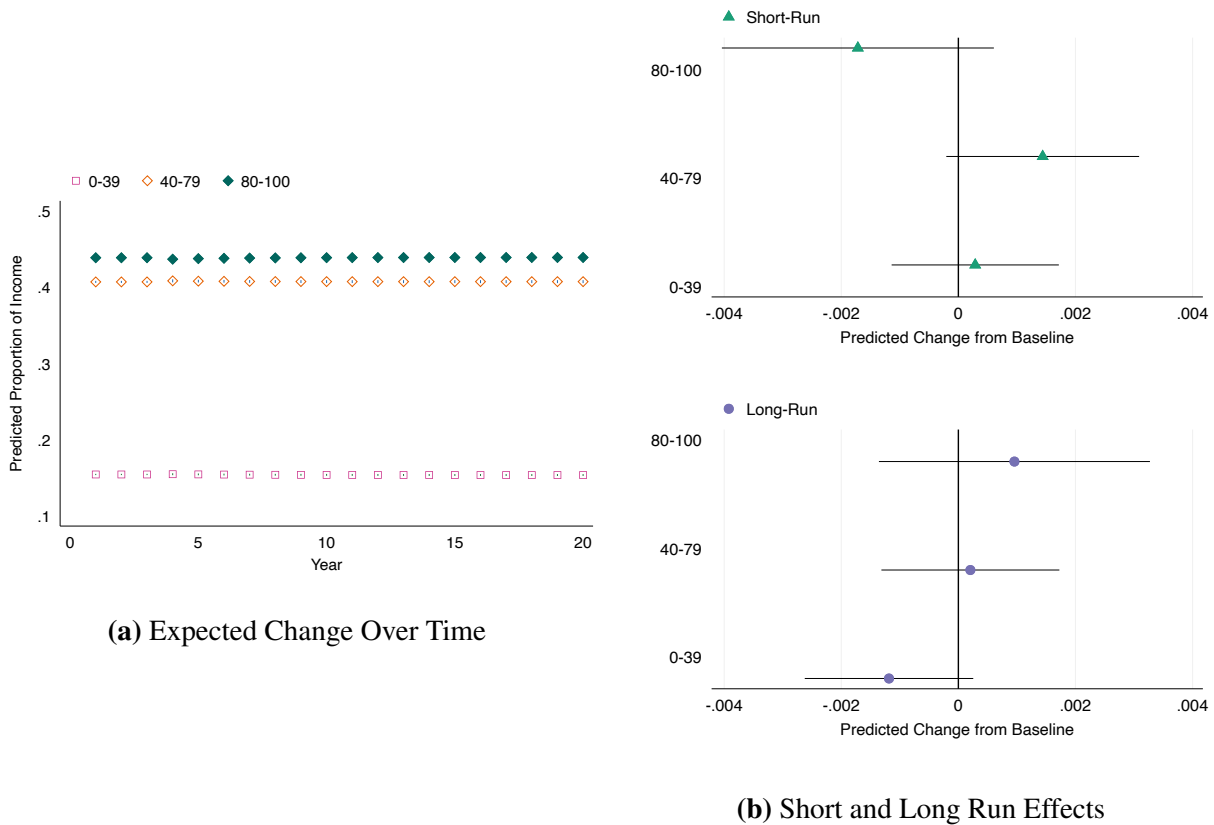 0-39 40-79 80-100
Predicted Proportion of Income
.5
.4
.3
.2
.1
0 5 10 15 20
Year
(a) Expected Change Over Time
Short-Run
80-100
40-79
0-39
-.004 -.002 0 .002 .004
Predicted Change from Baseline
Long-Run
80-100
40-79
0-39
-.004 -.002 0 .002 .004
Predicted Change from Baseline
(b) Short and Long Run Effects